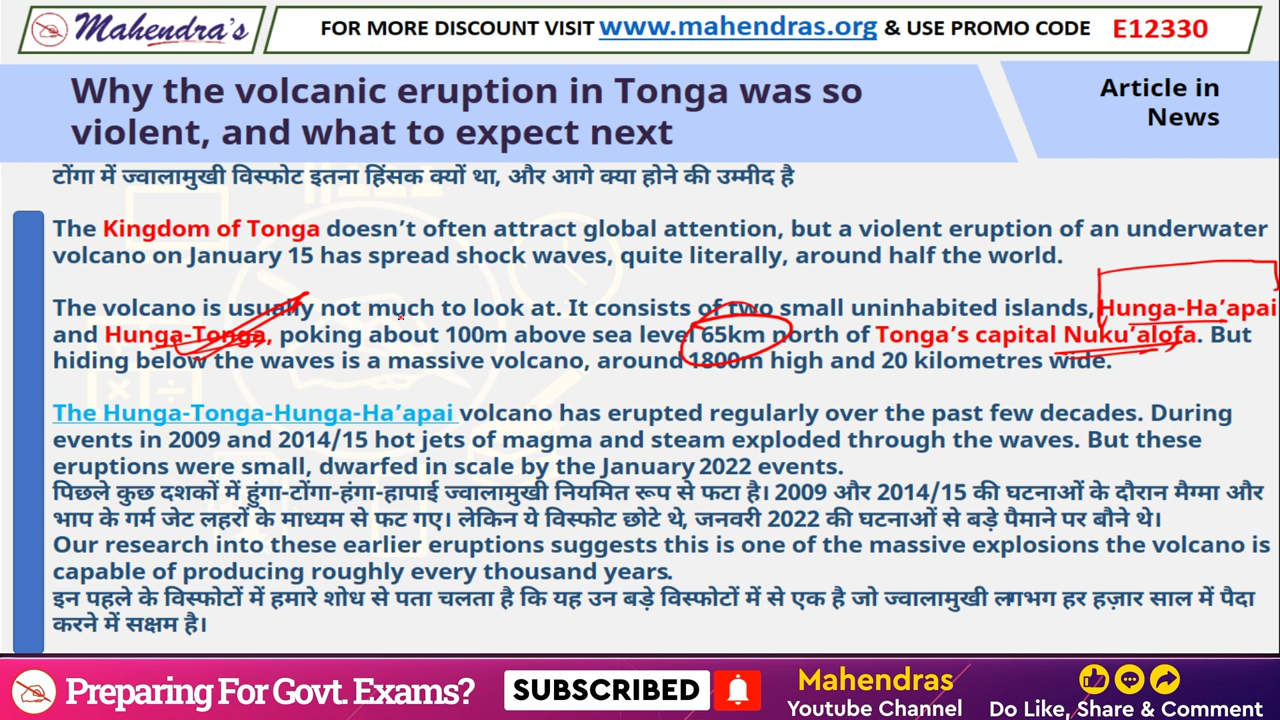 Mahendra's
FOR MORE DISCOUNT VISIT www.mahendras.org & USE PROMO CODE E12330
Why the volcanic eruption in Tonga was so
violent, and what to expect next
Article in
News
टोंगा में ज्वालामुखी विस्फोट इतना हिंसक क्यों था, और आगे क्या होने की उम्मीद है
The Kingdom of Tonga doesn't often attract global attention, but a violent eruption of an underwater
volcano on January 15 has spread shock waves, quite literally, around half the world.
The volcano is usually not much to look at. It consists of two small uninhabited islands, Hunga-Ha'apai
and Hunga-Tonga, poking about 100m above sea level 65km north of Tonga's capital Nuku'alofa. But
hiding below the waves is a massive volcano, around 1800m high and 20 kilometres wide.
The Hunga-Tonga-Hunga-Ha'apai volcano has erupted regularly over the past few decades. During
events in 2009 and 2014/15 hot jets of magma and steam exploded through the waves. But these
eruptions were small, dwarfed in scale by the January 2022 events.
पिछले कुछ दशकों में हुंगा-टोंगा-हंगा-हापाई ज्वालामुखी नियमित रूप से फटा है। 2009 और 2014/15 की घटनाओं के दौरान मैग्मा और
भाप के गर्म जेट लहरों के माध्यम से फट गए। लेकिन ये विस्फोट छोटे थे, जनवरी 2022 की घटनाओं से बड़े पैमाने पर बौने थे।
Our research into these earlier eruptions suggests this is one of the massive explosions the volcano is
capable of producing roughly every thousand years.
इन पहले के विस्फोटों में हमारे शोध से पता चलता है कि यह उन बड़े विस्फोटों में से एक है जो ज्वालामुखी लगभग हर हज़ार साल में पैदा
करने में सक्षम है।
Preparing For Govt. Exams?
SUBSCRIBED
Mahendras
Youtube Channel
Do Like, Share & Comment